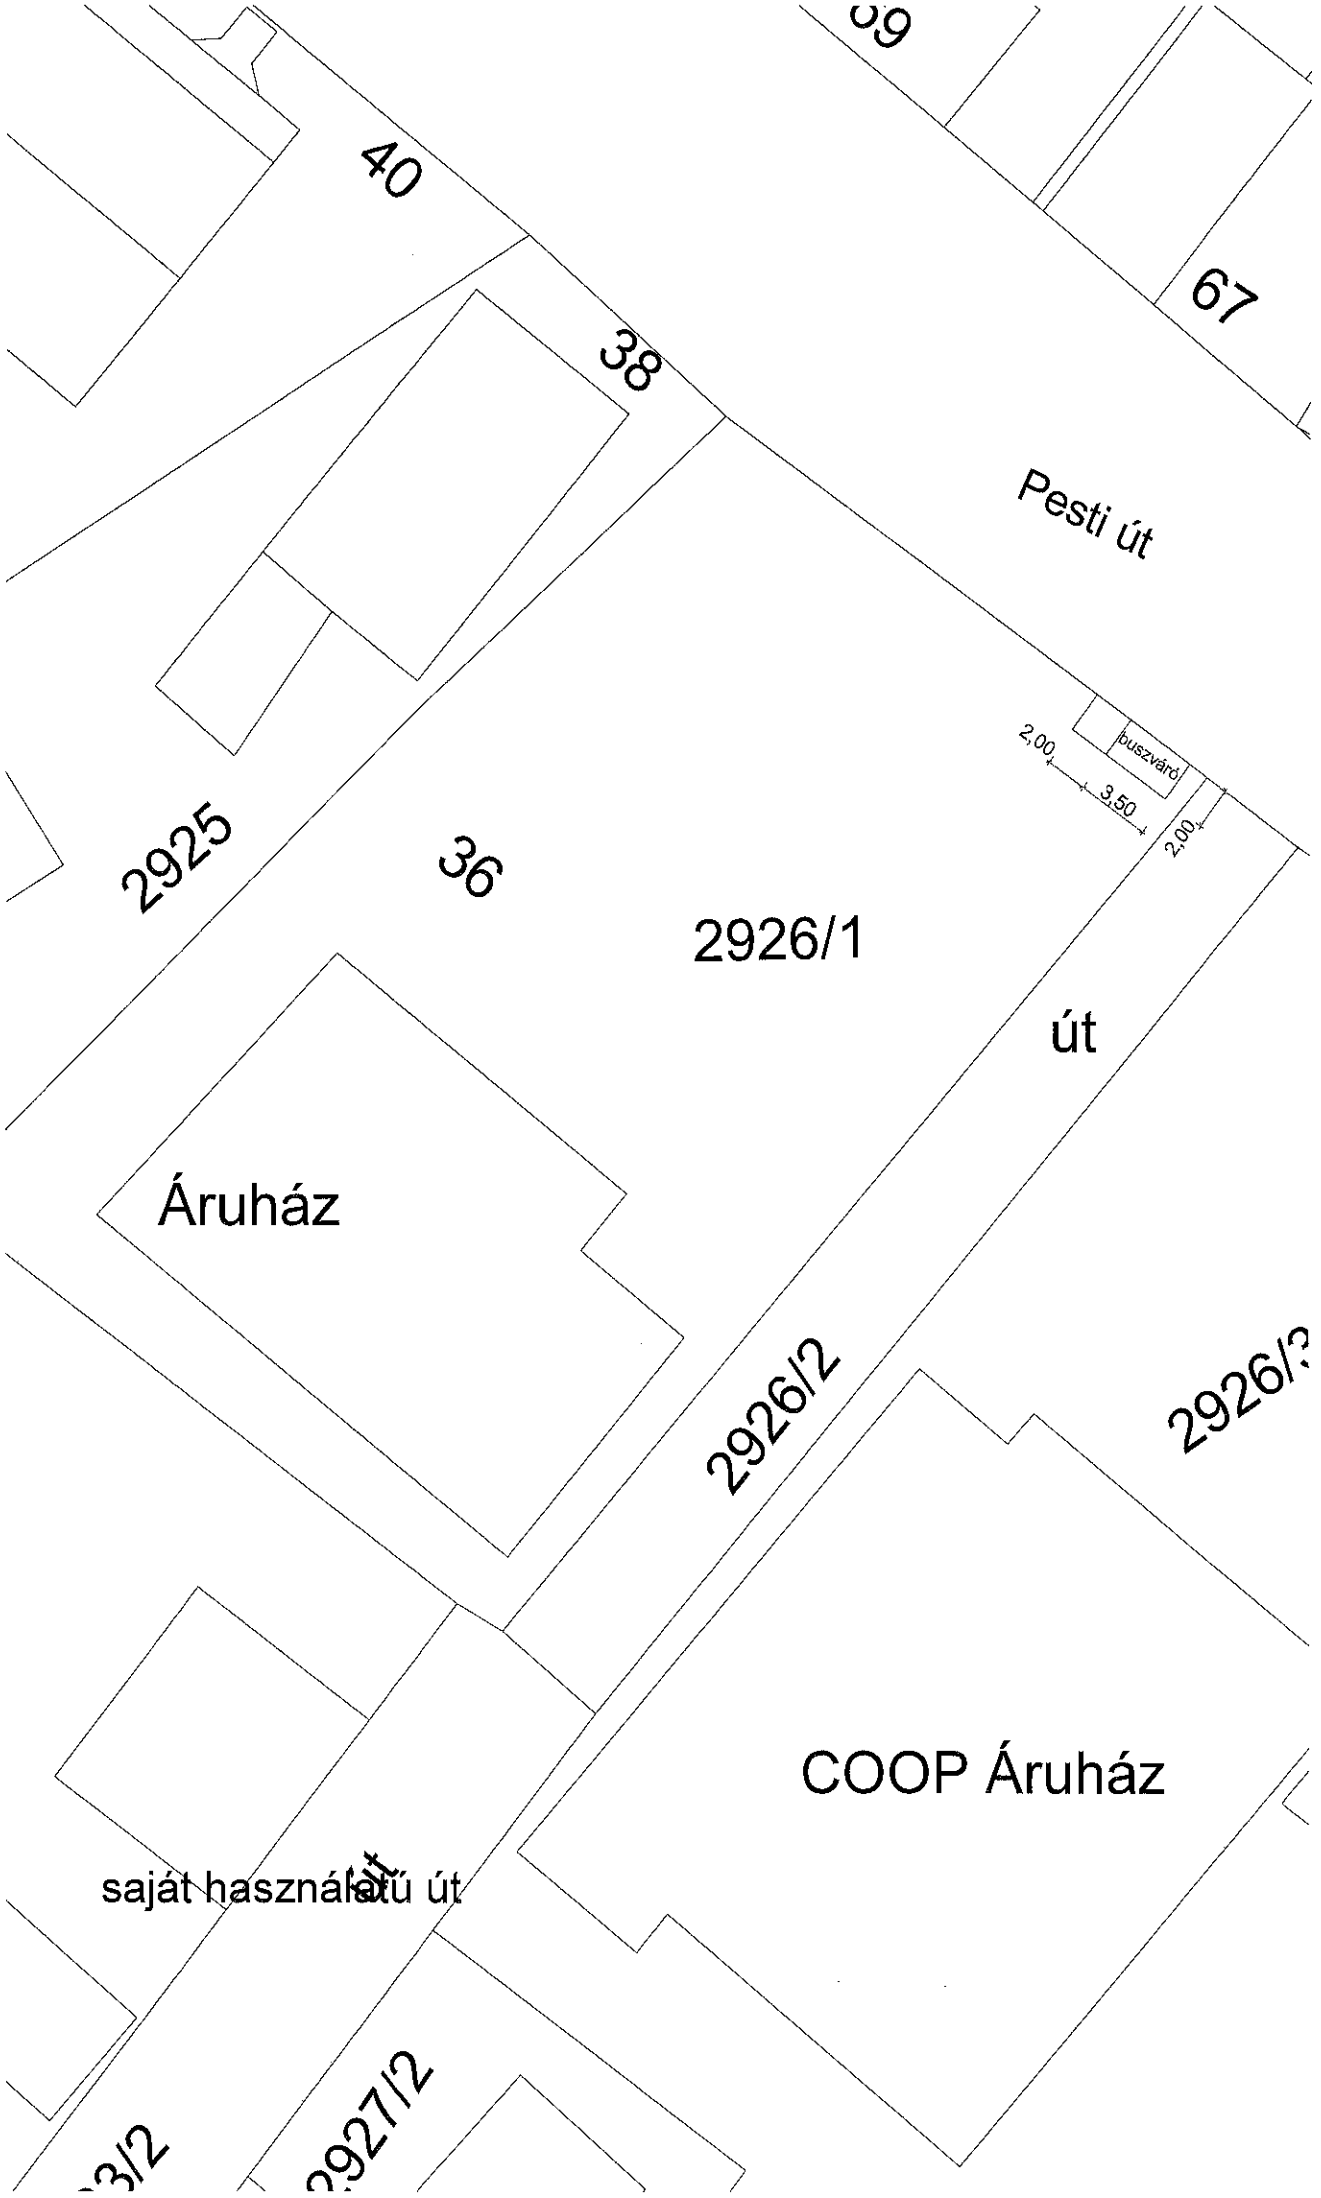 40
38
67
Pesti út
buszváró
2,00
3,50
2,00
2925
36
2926/1
út
Áruház
2926/2
COOP Áruház
út
saját használatú út
2927/2